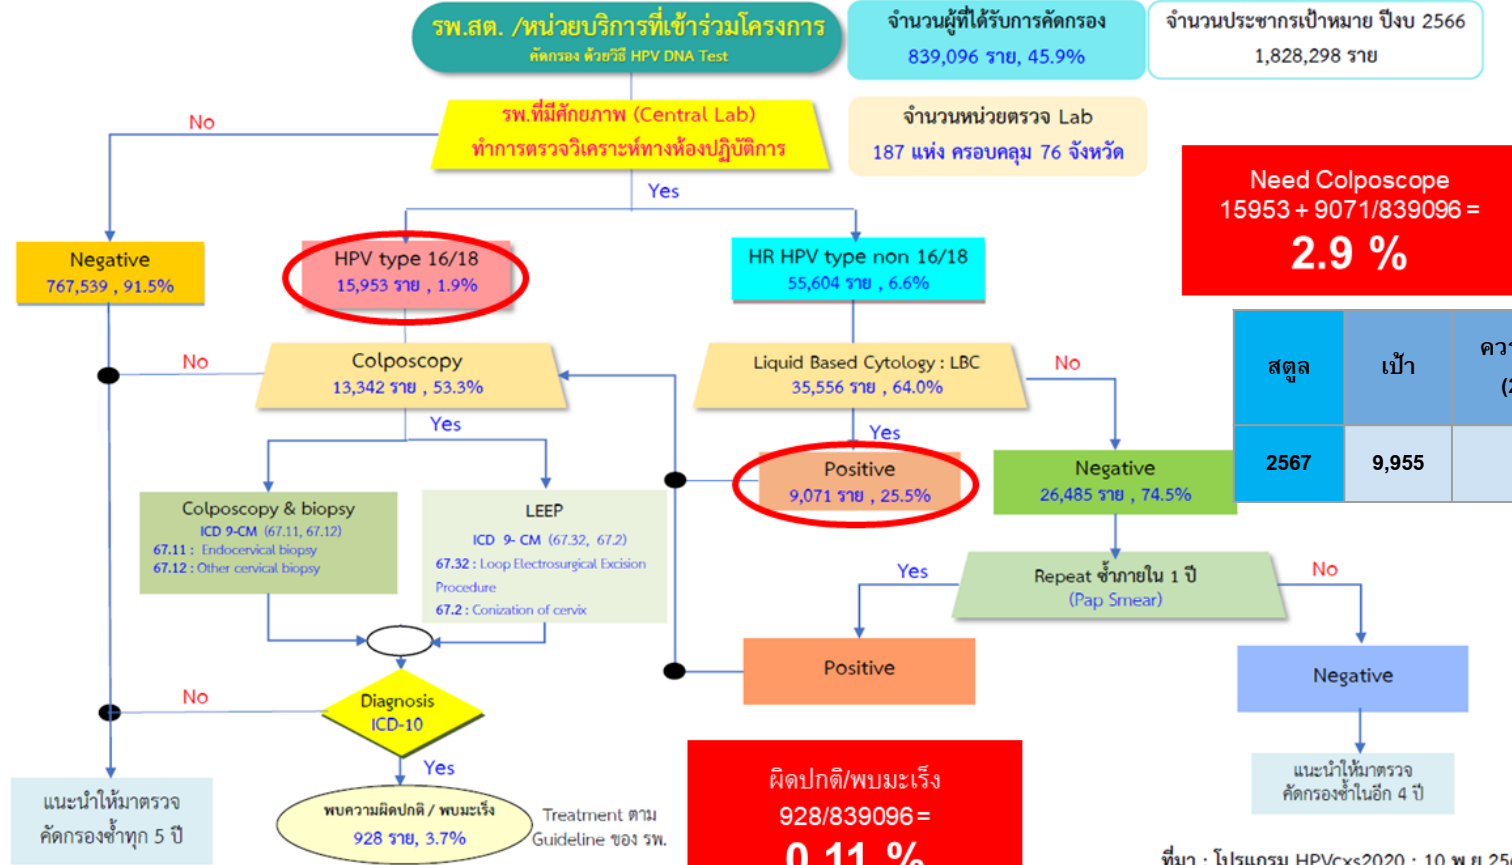 รพ.สต. /หน่วยบริการที่เข้าร่วมโครงการ
คัดกรอง ด้วยวิธี HPV DNA Test
จำนวนผู้ที่ได้รับการคัดกรอง
839,096 ราย, 45.9%
จำนวนประชากรเป้าหมาย ปีงบ 2566
1,828,298 ราย
รพ.ที่มีศักยภาพ (Central Lab)
ทำการตรวจวิเคราะห์ทางห้องปฏิบัติการ
จำนวนหน่วยตรวจ Lab
187 แห่ง ครอบคลุม 76 จังหวัด
No
Yes
Need Colposcope
15953 + 9071/839096 =
2.9 %
Negative
767,539 , 91.5%
HPV type 16/18
15,953 ราย , 1.9%
HR HPV type non 16/18
55,604 ราย , 6.6%
No
Colposcopy
13,342 ราย , 53.3%
Liquid Based Cytology : LBC
35,556 ราย , 64.0%
No
สตูล
เป้า
2567
9,955
Yes
Yes
Positive
9,071 ราย , 25.5%
Negative
26,485 ราย , 74.5%
Colposcopy & biopsy
ICD 9-CM (67.11, 67.12)
67.11 : Endocervical biopsy
67.12 : Other cervical biopsy
LEEP
ICD 9- CM (67.32, 67.2)
67.32 : Loop Electrosurgical Excision
Procedure
67.2 : Conization of cervix
Yes
Repeat ซ้ำภายใน 1 ปี
(Pap Smear)
No
Positive
Negative
No
Diagnosis
ICD-10
Yes
แนะนำให้มาตรวจ
คัดกรองซ้ำทุก 5 ปี
พบความผิดปกติ / พบมะเร็ง
928 ราย, 3.7%
Treatment ตาม
Guideline ของ รพ.
ผิดปกติ/พบมะเร็ง
928/839096 =
0.11 %
แนะนำให้มาตรวจ
คัดกรองซ้ำในอีก 4 ปี
ที่มา : โปรแกรม HPVcxs2020 : 10 พ.ย